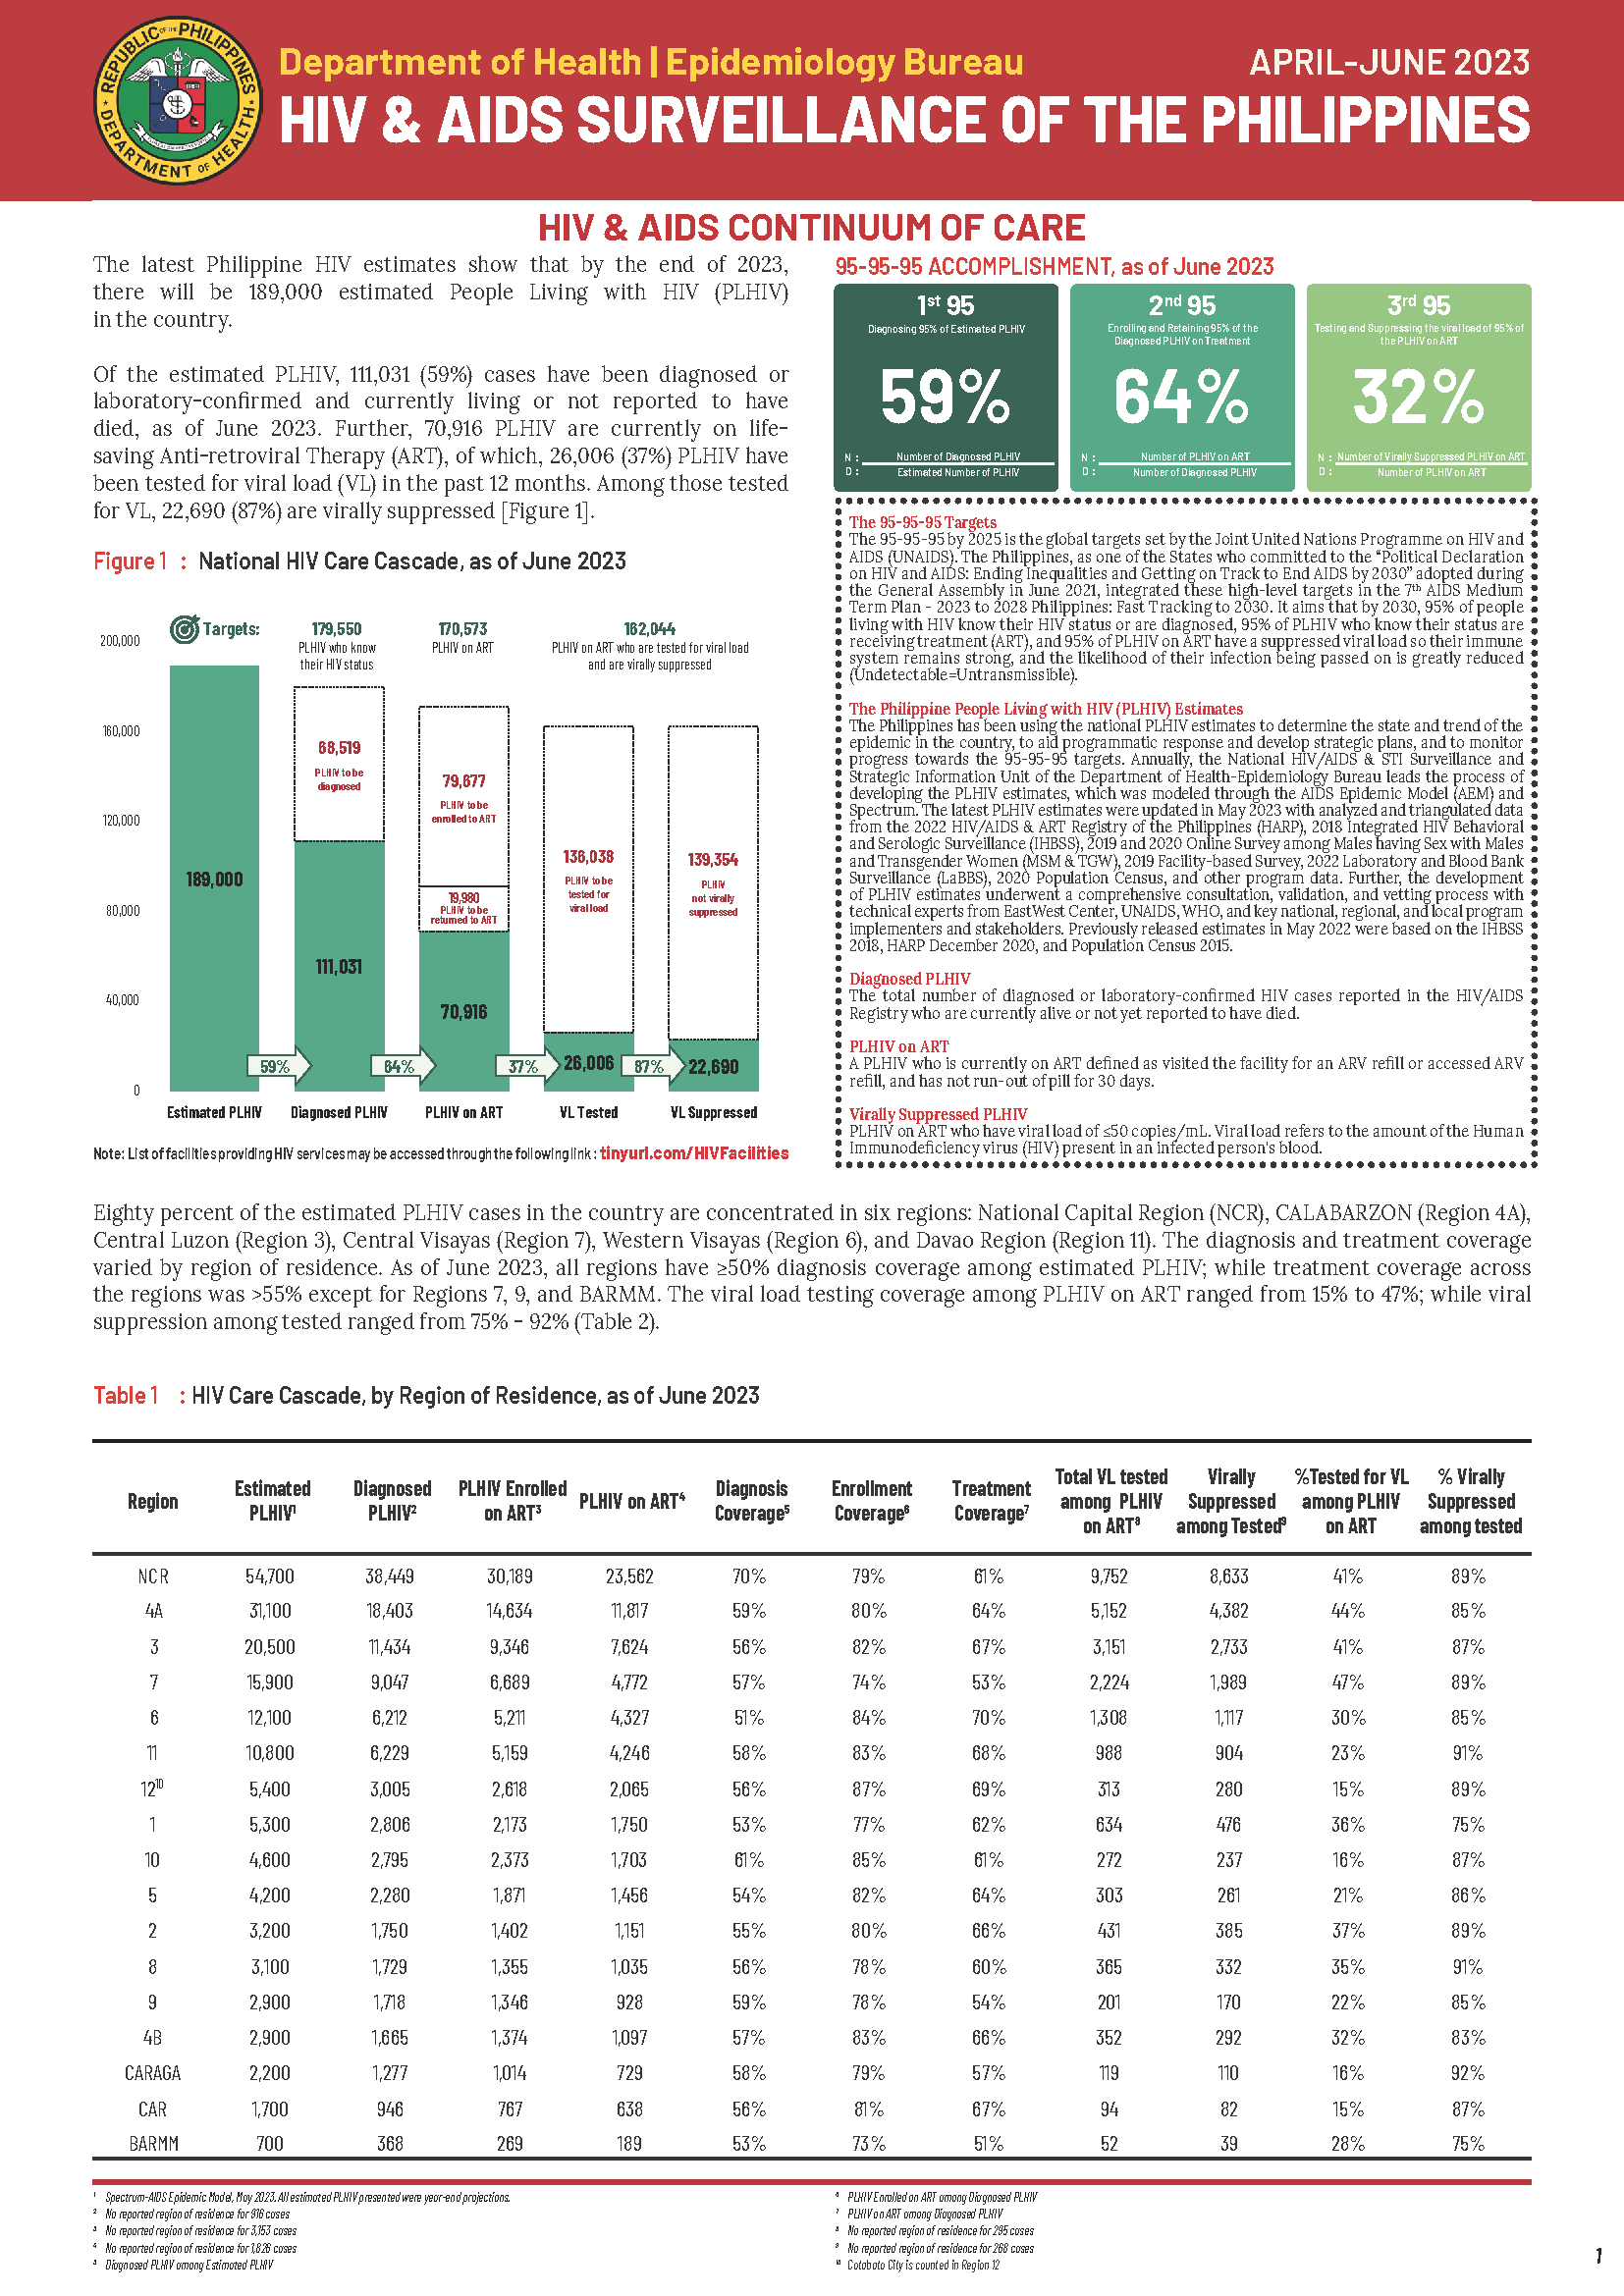 REPUBLIC OF THE PHILIPPINES
DEPARTMENT OF HEALTH
Department of Health | Epidemiology Bureau
APRIL-JUNE 2023
HIV & AIDS SURVEILLANCE OF THE PHILIPPINES
HIV & AIDS CONTINUUM OF CARE
The latest Philippine HIV estimates show that by the end of 2023,
there will be 189,000 estimated People Living with HIV (PLHIV)
in the country.
Of the estimated PLHIV, 111,031 (59%) cases have been diagnosed or
laboratory-confirmed and currently living or not reported to have
died, as of June 2023. Further, 70,916 PLHIV are currently on life-
saving Anti-retroviral Therapy (ART), of which, 26,006 (37%) PLHIV have
been tested for viral load (VL) in the past 12 months. Among those tested
for VL, 22,690 (87%) are virally suppressed [Figure 1].
Figure 1 : National HIV Care Cascade, as of June 2023
Targets:
179,550
PLHIV who know
their HIV status
170,573
PLHIV on ART
162,044
PLHIV on ART who are tested for viral load
and are virally suppressed
200,000
160,000
120,000
80,000
40,000
0
189,000
68,519
PLHIV to be
diagnosed
111,031
79,677
PLHIV to be
enrolled to ART
19,980
PLHIV to be
returned to ART
70,916
136,038
PLHIV to be
tested for
viral load
26,006
139,354
PLHIV
not virally
suppressed
22,690
59%
64%
37%
87%
Estimated PLHIV Diagnosed PLHIV PLHIV on ART VL Tested VL Suppressed
Note: List of facilities providing HIV services may be accessed through the following link : tinyurl.com/HIVFacilities
95-95-95 ACCOMPLISHMENT, as of June 2023
1st 95
Diagnosing 95% of Estimated PLHIV
59%
N : Number of Diagnosed PLHIV
D : Estimated Number of PLHIV
2nd 95
Enrolling and Retaining 95% of the
Diagnosed PLHIV on Treatment
64%
N : Number of PLHIV on ART
D : Number of Diagnosed PLHIV
3rd 95
Testing and Suppressing the viral load of 95% of
the PLHIV on ART
32%
N : Number of Virally Suppressed PLHIV on ART
D : Number of PLHIV on ART
The 95-95-95 Targets
The 95-95-95 by 2025 is the global targets set by the Joint United Nations Programme on HIV and
AIDS (UNAIDS). The Philippines, as one of the States who committed to the “Political Declaration
on HIV and AIDS: Ending Inequalities and Getting on Track to End AIDS by 2030” adopted during
the General Assembly in June 2021, integrated these high-level targets in the 7th AIDS Medium
Term Plan - 2023 to 2028 Philippines: Fast Tracking to 2030. It aims that by 2030, 95% of people
living with HIV know their HIV status or are diagnosed, 95% of PLHIV who know their status are
receiving treatment (ART), and 95% of PLHIV on ART have a suppressed viral load so their immune
system remains strong, and the likelihood of their infection being passed on is greatly reduced
(Undetectable=Untransmissible).
The Philippine People Living with HIV (PLHIV) Estimates
The Philippines has been using the national PLHIV estimates to determine the state and trend of the
epidemic in the country, to aid programmatic response and develop strategic plans, and to monitor
progress towards the 95-95-95 targets. Annually, the National HIV/AIDS & STI Surveillance and
Strategic Information Unit of the Department of Health-Epidemiology Bureau leads the process of
developing the PLHIV estimates, which was modeled through the AIDS Epidemic Model (AEM) and
Spectrum. The latest PLHIV estimates were updated in May 2023 with analyzed and triangulated data
from the 2022 HIV/AIDS & ART Registry of the Philippines (HARP), 2018 Integrated HIV Behavioral
and Serologic Surveillance (IHBSS), 2019 and 2020 Online Survey among Males having Sex with Males
and Transgender Women (MSM & TGW), 2019 Facility-based Survey, 2022 Laboratory and Blood Bank
Surveillance (LaBBS), 2020 Population Census, and other program data. Further, the development
of PLHIV estimates underwent a comprehensive consultation, validation, and vetting process with
technical experts from EastWest Center, UNAIDS, WHO, and key national, regional, and local program
implementers and stakeholders. Previously released estimates in May 2022 were based on the IHBSS
2018, HARP December 2020, and Population Census 2015.
Diagnosed PLHIV
The total number of diagnosed or laboratory-confirmed HIV cases reported in the HIV/AIDS
Registry who are currently alive or not yet reported to have died.
PLHIV on ART
A PLHIV who is currently on ART defined as visited the facility for an ARV refill or accessed ARV
refill, and has not run-out of pill for 30 days.
Virally Suppressed PLHIV
PLHIV on ART who have viral load of ≤50 copies/mL. Viral load refers to the amount of the Human
Immunodeficiency virus (HIV) present in an infected person's blood.
Eighty percent of the estimated PLHIV cases in the country are concentrated in six regions: National Capital Region (NCR), CALABARZON (Region 4A),
Central Luzon (Region 3), Central Visayas (Region 7), Western Visayas (Region 6), and Davao Region (Region 11). The diagnosis and treatment coverage
varied by region of residence. As of June 2023, all regions have ≥50% diagnosis coverage among estimated PLHIV; while treatment coverage across
the regions was >55% except for Regions 7, 9, and BARMM. The viral load testing coverage among PLHIV on ART ranged from 15% to 47%; while viral
suppression among tested ranged from 75% - 92% (Table 2).
Table 1 : HIV Care Cascade, by Region of Residence, as of June 2023
Region | Estimated PLHIV¹ | Diagnosed PLHIV² | PLHIV Enrolled on ART³ | PLHIV on ART⁴ | Diagnosis Coverage⁵ | Enrollment Coverage⁶ | Treatment Coverage⁷ | Total VL tested among PLHIV on ART⁸ | Virally Suppressed among Tested⁹ | %Tested for VL among PLHIV on ART | % Virally Suppressed among tested
NCR 54,700 38,449 30,189 23,562 70% 79% 61% 9,752 8,633 41% 89%
4A 31,100 18,403 14,634 11,817 59% 80% 64% 5,152 4,382 44% 85%
3 20,500 11,434 9,346 7,624 56% 82% 67% 3,151 2,733 41% 87%
7 15,900 9,047 6,689 4,772 57% 74% 53% 2,224 1,989 47% 89%
6 12,100 6,212 5,211 4,327 51% 84% 70% 1,308 1,117 30% 85%
11 10,800 6,229 5,159 4,246 58% 83% 68% 988 904 23% 91%
12¹⁰ 5,400 3,005 2,618 2,065 56% 87% 69% 313 280 15% 89%
1 5,300 2,806 2,173 1,750 53% 77% 62% 634 476 36% 75%
10 4,600 2,795 2,373 1,703 61% 85% 61% 272 237 16% 87%
5 4,200 2,280 1,871 1,456 54% 82% 64% 303 261 21% 86%
2 3,200 1,750 1,402 1,151 55% 80% 66% 431 385 37% 89%
8 3,100 1,729 1,355 1,035 56% 78% 60% 365 332 35% 91%
9 2,900 1,718 1,346 928 59% 78% 54% 201 170 22% 85%
4B 2,900 1,665 1,374 1,097 57% 83% 66% 352 292 32% 83%
CARAGA 2,200 1,277 1,014 729 58% 79% 57% 119 110 16% 92%
CAR 1,700 946 767 638 56% 81% 67% 94 82 15% 87%
BARMM 700 368 269 189 53% 73% 51% 52 39 28% 75%
¹ Spectrum-AIDS Epidemic Model, May 2023. All estimated PLHIV presented were year-end projections.
² No reported region of residence for 916 cases
³ No reported region of residence for 3,153 cases
⁴ No reported region of residence for 1,826 cases
⁵ Diagnosed PLHIV among Estimated PLHIV
⁶ PLHIV Enrolled on ART among Diagnosed PLHIV
⁷ PLHIV on ART among Diagnosed PLHIV
⁸ No reported region of residence for 295 cases
⁹ No reported region of residence for 268 cases
¹⁰ Cotabato City is counted in Region 12
1